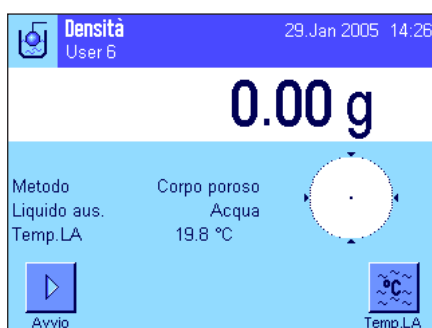 Densità 29.Jan 2005 14:26
User 6
0.00 g
Metodo Corpo poroso
Liquido aus. Acqua
Temp.LA 19.8 °C
°C
Avvio Temp.LA